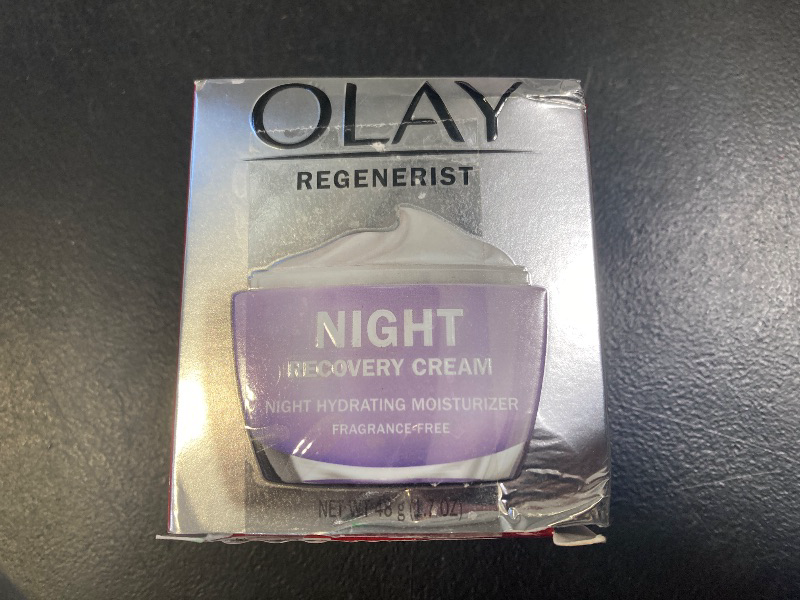 OLAY
REGENERIST
NIGHT
RECOVERY CREAM
NIGHT HYDRATING MOISTURIZER
FRAGRANCE-FREE
NET WT 48 g (1.7 OZ)